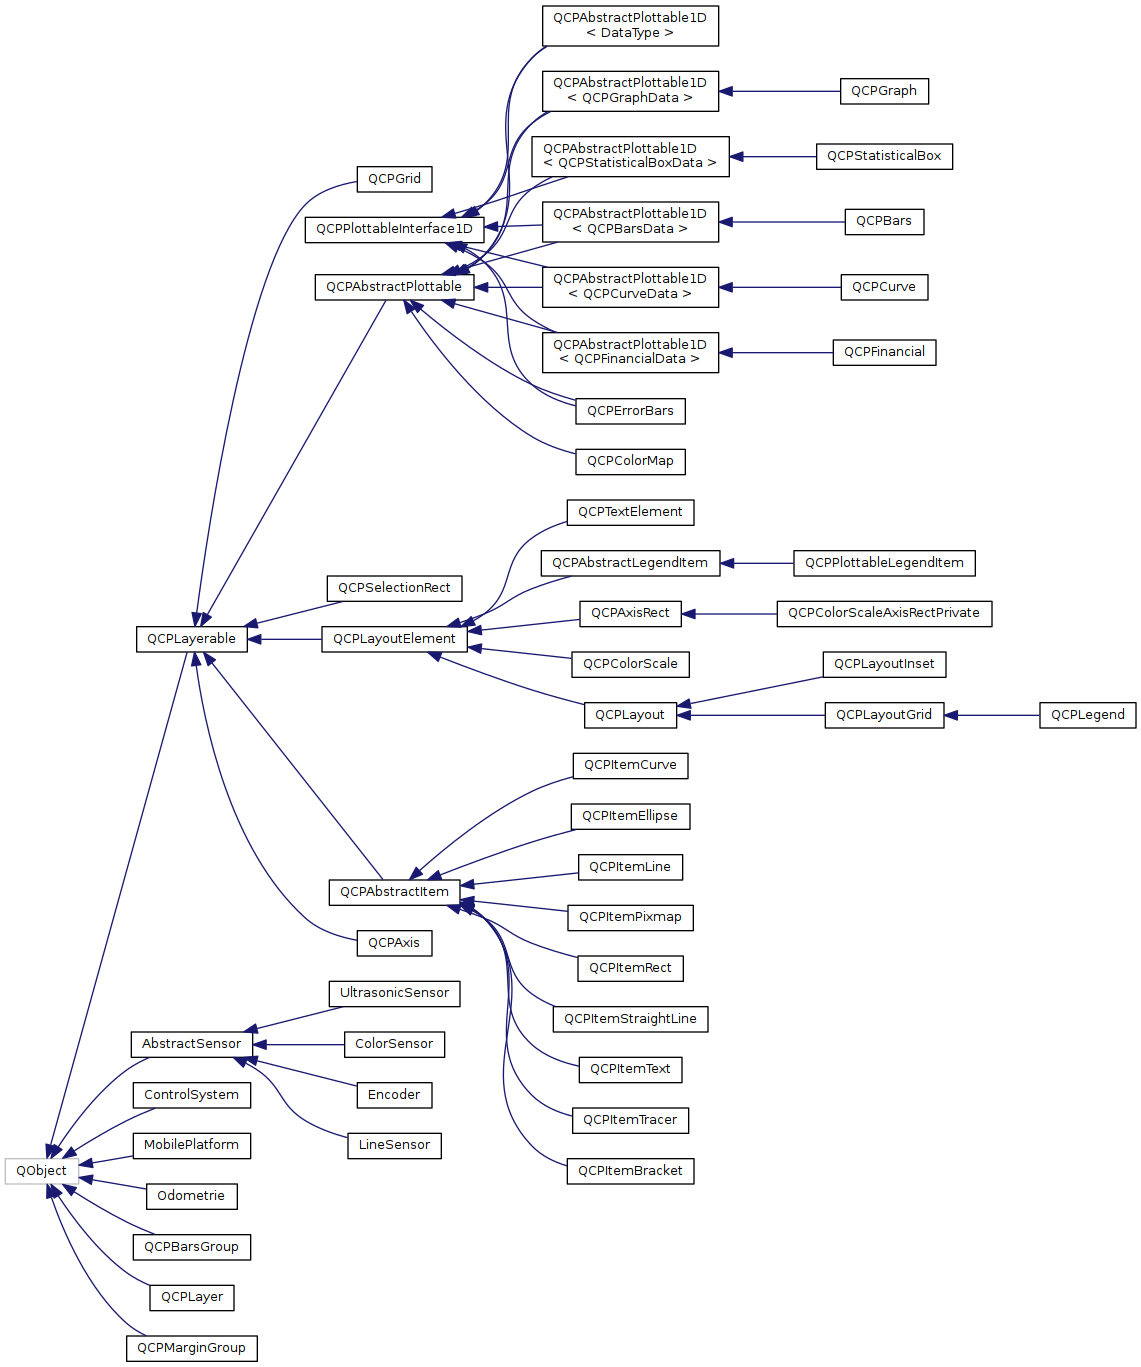 QCPAbstractPlottable1D
< DataType >
QCPAbstractPlottable1D
< QCPGraphData >
QCPGraph
QCPAbstractPlottable1D
< QCPStatisticalBoxData >
QCPStatisticalBox
QCPGrid
QCPPlottableInterface1D
QCPAbstractPlottable1D
< QCPBarsData >
QCPBars
QCPAbstractPlottable
QCPAbstractPlottable1D
< QCPCurveData >
QCPCurve
QCPAbstractPlottable1D
< QCPFinancialData >
QCPFinancial
QCPErrorBars
QCPColorMap
QCPTextElement
QCPAbstractLegendItem
QCPPlottableLegendItem
QCPSelectionRect
QCPAxisRect
QCPColorScaleAxisRectPrivate
QCPLayerable
QCPLayoutElement
QCPColorScale
QCPLayoutInset
QCPLayout
QCPLayoutGrid
QCPLegend
QCPItemCurve
QCPItemEllipse
QCPItemLine
QCPAbstractItem
QCPItemPixmap
QCPAxis
QCPItemRect
UltrasonicSensor
QCPItemStraightLine
AbstractSensor
ColorSensor
QCPItemText
ControlSystem
Encoder
QCPItemTracer
MobilePlatform
LineSensor
QObject
QCPItemBracket
Odometrie
QCPBarsGroup
QCPLayer
QCPMarginGroup